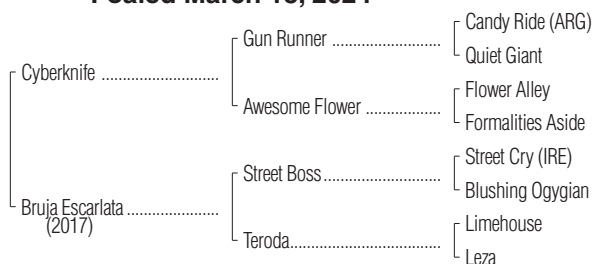 Foaled March 2024
Candy Ride (ARG)
Gun Runner ............................
Quiet Giant
Cyberknife ..............................
Flower Alley
Awesome Flower ...................
Formalities Aside
Street Cry (IRE)
Street Boss..............................
Blushing Ogygian
Bruja Escarlata ........................
(2017)
Limehouse
Teroda.......................................
Leza